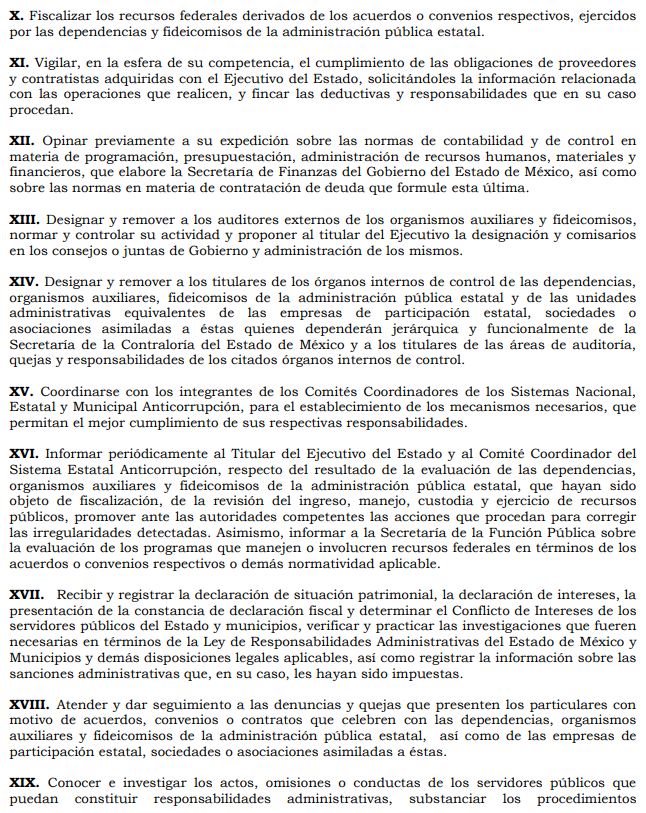 X. Fiscalizar los recursos federales derivados de los acuerdos o convenios respectivos, ejercidos
por las dependencias y fideicomisos de la administración pública estatal.
XI. Vigilar, en la esfera de su competencia, el cumplimiento de las obligaciones de proveedores
y contratistas adquiridas con el Ejecutivo del Estado, solicitándoles la información relacionada
con las operaciones que realicen, y fincar las deductivas y responsabilidades que en su caso
procedan.
XII. Opinar previamente a su expedición sobre las normas de contabilidad y de control en
materia de programación, presupuestación, administración de recursos humanos, materiales y
financieros, que elabore la Secretaría de Finanzas del Gobierno del Estado de México, así como
sobre las normas en materia de contratación de deuda que formule esta última.
XIII. Designar y remover a los auditores externos de los organismos auxiliares y fideicomisos,
normar y controlar su actividad y proponer al titular del Ejecutivo la designación y comisarios
en los consejos o juntas de Gobierno y administración de los mismos.
XIV. Designar y remover a los titulares de los órganos internos de control de las dependencias,
organismos auxiliares, fideicomisos de la administración pública estatal y de las unidades
administrativas equivalentes de las empresas de participación estatal, sociedades o
asociaciones asimiladas a éstas quienes dependerán jerárquica y funcionalmente de la
Secretaría de la Contraloría del Estado de México y a los titulares de las áreas de auditoría,
quejas y responsabilidades de los citados órganos internos de control.
XV. Coordinarse con los integrantes de los Comités Coordinadores de los Sistemas Nacional,
Estatal y Municipal Anticorrupción, para el establecimiento de los mecanismos necesarios, que
permitan el mejor cumplimiento de sus respectivas responsabilidades.
XVI. Informar periódicamente al Titular del Ejecutivo del Estado y al Comité Coordinador del
Sistema Estatal Anticorrupción, respecto del resultado de la evaluación de las dependencias,
organismos auxiliares y fideicomisos de la administración pública estatal, que hayan sido
objeto de fiscalización, de la revisión del ingreso, manejo, custodia y ejercicio de recursos
públicos, promover ante las autoridades competentes las acciones que procedan para corregir
las irregularidades detectadas. Asimismo, informar a la Secretaría de la Función Pública sobre
la evaluación de los programas que manejen o involucren recursos federales en términos de los
acuerdos o convenios respectivos o demás normatividad aplicable.
XVII. Recibir y registrar la declaración de situación patrimonial, la declaración de intereses, la
presentación de la constancia de declaración fiscal y determinar el Conflicto de Intereses de los
servidores públicos del Estado y municipios, verificar y practicar las investigaciones que fueren
necesarias en términos de la Ley de Responsabilidades Administrativas del Estado de México y
Municipios y demás disposiciones legales aplicables, así como registrar la información sobre las
sanciones administrativas que, en su caso, les hayan sido impuestas.
XVIII. Atender y dar seguimiento a las denuncias y quejas que presenten los particulares con
motivo de acuerdos, convenios o contratos que celebren con las dependencias, organismos
auxiliares y fideicomisos de la administración pública estatal, así como de las empresas de
participación estatal, sociedades o asociaciones asimiladas a éstas.
XIX. Conocer e investigar los actos, omisiones o conductas de los servidores públicos que
puedan constituir responsabilidades administrativas, substanciar los procedimientos